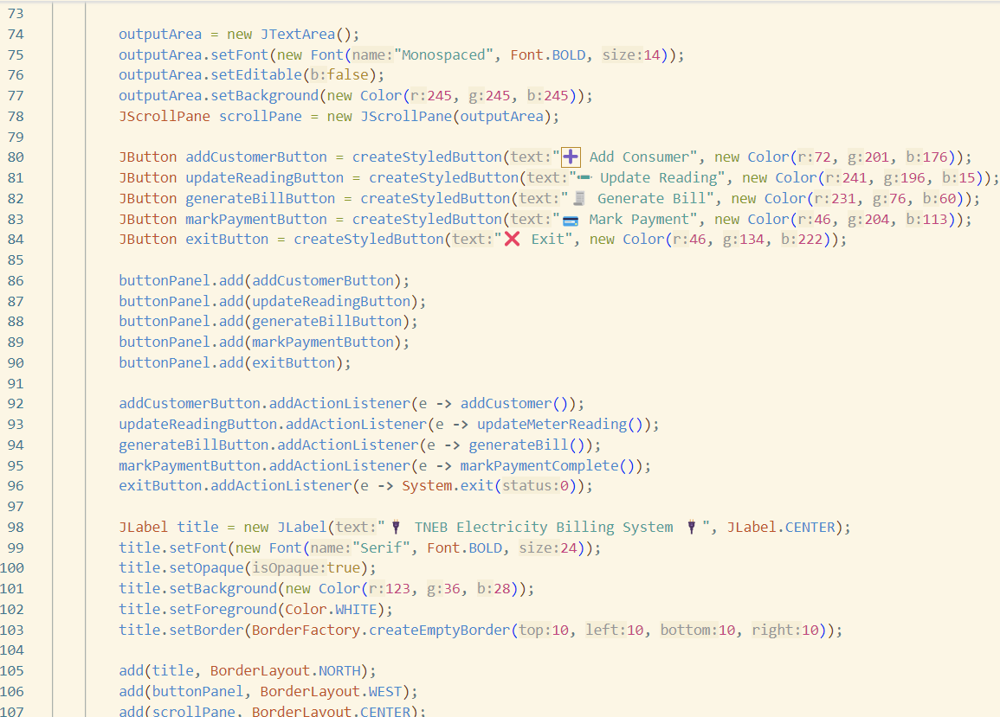 73
74 outputArea = new JTextArea();
75 outputArea.setFont(new Font(name:"Monospaced", Font.BOLD, size:14));
76 outputArea.setEditable(b:false);
77 outputArea.setBackground(new Color(r:245, g:245, b:245));
78 JScrollPane scrollPane = new JScrollPane(outputArea);
79
80 JButton addCustomerButton = createStyledButton(text:"➕ Add Consumer", new Color(r:72, g:201, b:176));
81 JButton updateReadingButton = createStyledButton(text:" Update Reading", new Color(r:241, g:196, b:15));
82 JButton generateBillButton = createStyledButton(text:"🧾 Generate Bill", new Color(r:231, g:76, b:60));
83 JButton markPaymentButton = createStyledButton(text:"💳 Mark Payment", new Color(r:46, g:204, b:113));
84 JButton exitButton = createStyledButton(text:"❌ Exit", new Color(r:46, g:134, b:222));
85
86 buttonPanel.add(addCustomerButton);
87 buttonPanel.add(updateReadingButton);
88 buttonPanel.add(generateBillButton);
89 buttonPanel.add(markPaymentButton);
90 buttonPanel.add(exitButton);
91
92 addCustomerButton.addActionListener(e -> addCustomer());
93 updateReadingButton.addActionListener(e -> updateMeterReading());
94 generateBillButton.addActionListener(e -> generateBill());
95 markPaymentButton.addActionListener(e -> markPaymentComplete());
96 exitButton.addActionListener(e -> System.exit(status:0));
97
98 JLabel title = new JLabel(text:"🔌 TNEB Electricity Billing System 🔌", JLabel.CENTER);
99 title.setFont(new Font(name:"Serif", Font.BOLD, size:24));
100 title.setOpaque(isOpaque:true);
101 title.setBackground(new Color(r:123, g:36, b:28));
102 title.setForeground(Color.WHITE);
103 title.setBorder(BorderFactory.createEmptyBorder(top:10, left:10, bottom:10, right:10));
104
105 add(title, BorderLayout.NORTH);
106 add(buttonPanel, BorderLayout.WEST);
107 add(scrollPane, BorderLayout.CENTER);